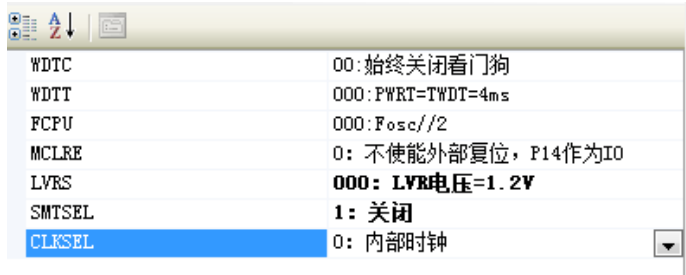 WDTC 00:始终关闭看门狗
WDTT 000:PWRT=TWDT=4ms
FCPU 000:Fosc//2
MCLRE 0: 不使能外部复位，P14作为IO
LVRS 000: LVR电压=1.2V
SMTSEL 1: 关闭
CLKSEL 0: 内部时钟